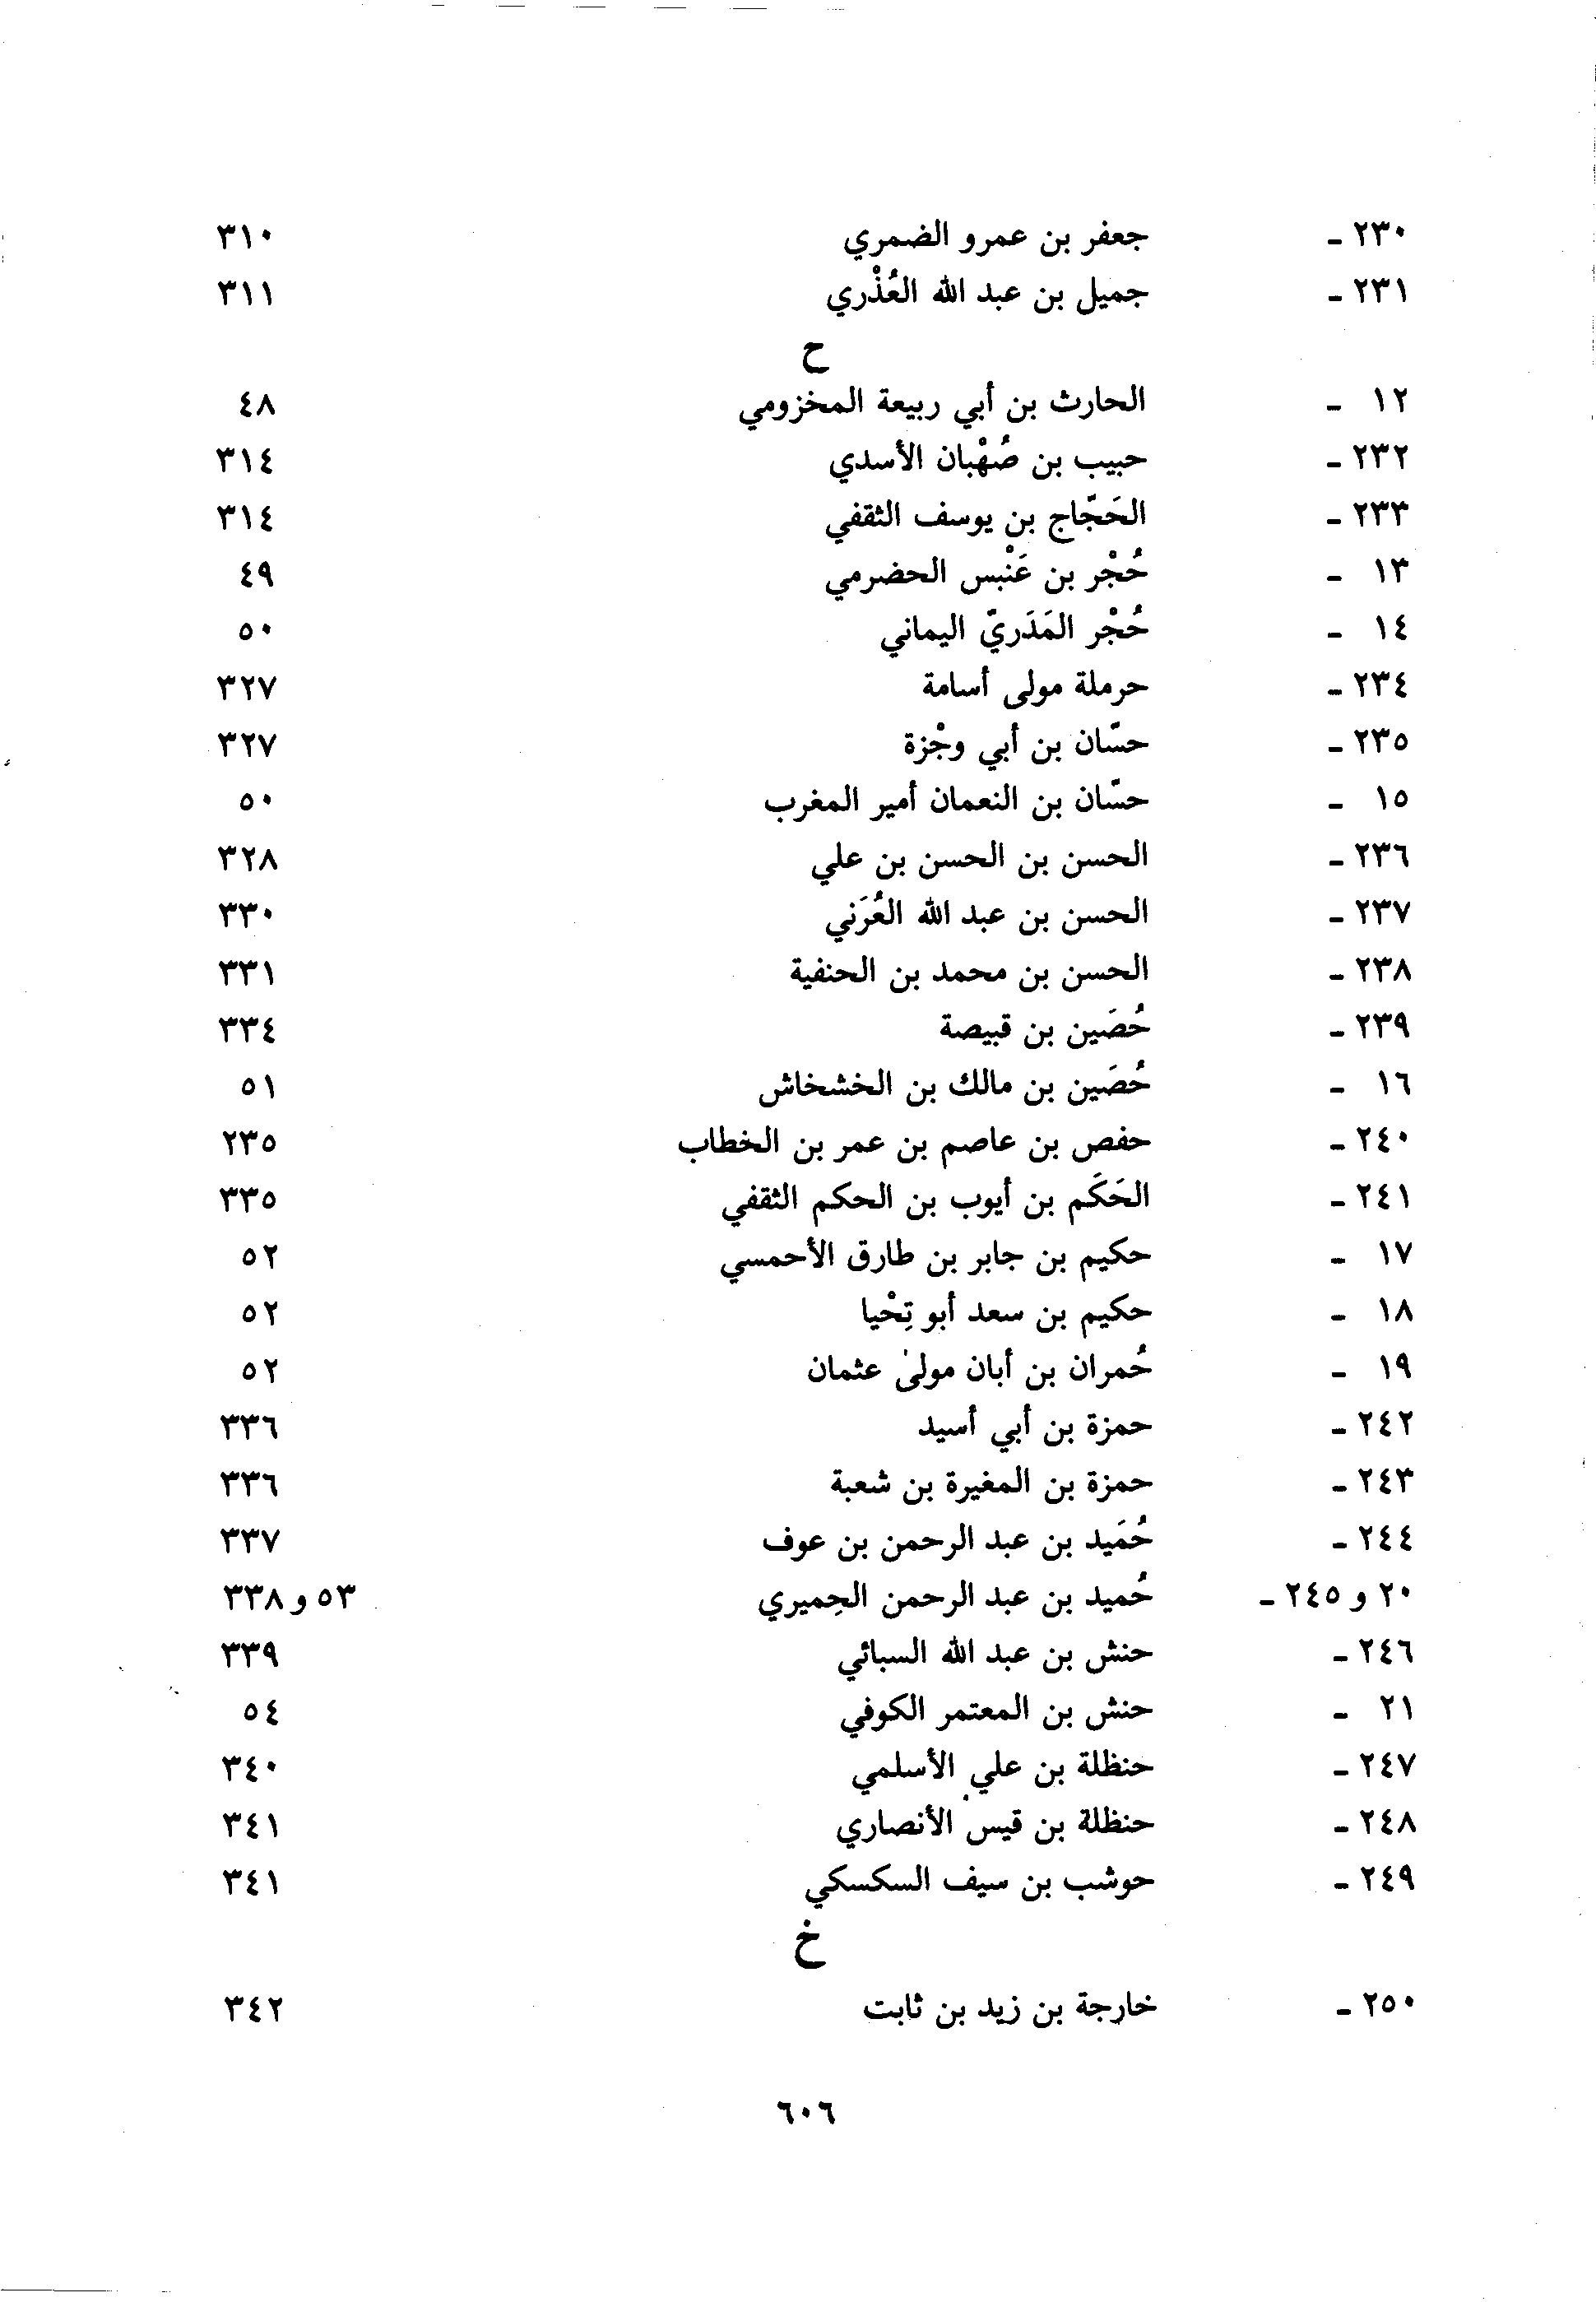 ٢٣٠ - جعفر بن عمرو الضمري ٣١٠
٢٣١ - جميل بن عبد الله العُذْري ٣١١
ح
١٢ - الحارث بن أبي ربيعة المخزومي ٤٨
٢٣٢ - حبيب بن صُهْبان الأسدي ٣١٤
٢٣٣ - الحَجّاج بن يوسف الثقفي ٣١٤
١٣ - حُجْر بن عَنْبس الحضرمي ٤٩
١٤ - حُجْر المَدَريّ اليماني ٥٠
٢٣٤ - حرملة مولى أسامة ٣٢٧
٢٣٥ - حسّان بن أبي وجْزة ٣٢٧
١٥ - حسّان بن النعمان أمير المغرب ٥٠
٢٣٦ - الحسن بن الحسن بن علي ٣٢٨
٢٣٧ - الحسن بن عبد الله العُرَني ٣٣٠
٢٣٨ - الحسن بن محمد بن الحنفية ٣٣١
٢٣٩ - حُصَين بن قبيصة ٣٣٤
١٦ - حُصَين بن مالك بن الخشخاش ٥١
٢٤٠ - حفص بن عاصم بن عمر بن الخطاب ٢٣٥
٢٤١ - الحَكَم بن أيوب بن الحكم الثقفي ٣٣٥
١٧ - حكيم بن جابر بن طارق الأحمسي ٥٢
١٨ - حكيم بن سعد أبو تِحْيا ٥٢
١٩ - حُمران بن أبان مولىٰ عثمان ٥٢
٢٤٢ - حمزة بن أبي أسيد ٣٣٦
٢٤٣ - حمزة بن المغيرة بن شعبة ٣٣٦
٢٤٤ - حُمَيد بن عبد الرحمن بن عوف ٣٣٧
٢٠ و ٢٤٥ - حُميد بن عبد الرحمن الحِميري ٥٣ و ٣٣٨
٢٤٦ - حنش بن عبد الله السبائي ٣٣٩
٢١ - حنش بن المعتمر الكوفي ٥٤
٢٤٧ - حنظلة بن علي الأسلمي ٣٤٠
٢٤٨ - حنظلة بن قيس الأنصاري ٣٤١
٢٤٩ - حوشب بن سيف السكسكي ٣٤١
خ
٢٥٠ - خارجة بن زيد بن ثابت ٣٤٢
٦٠٦